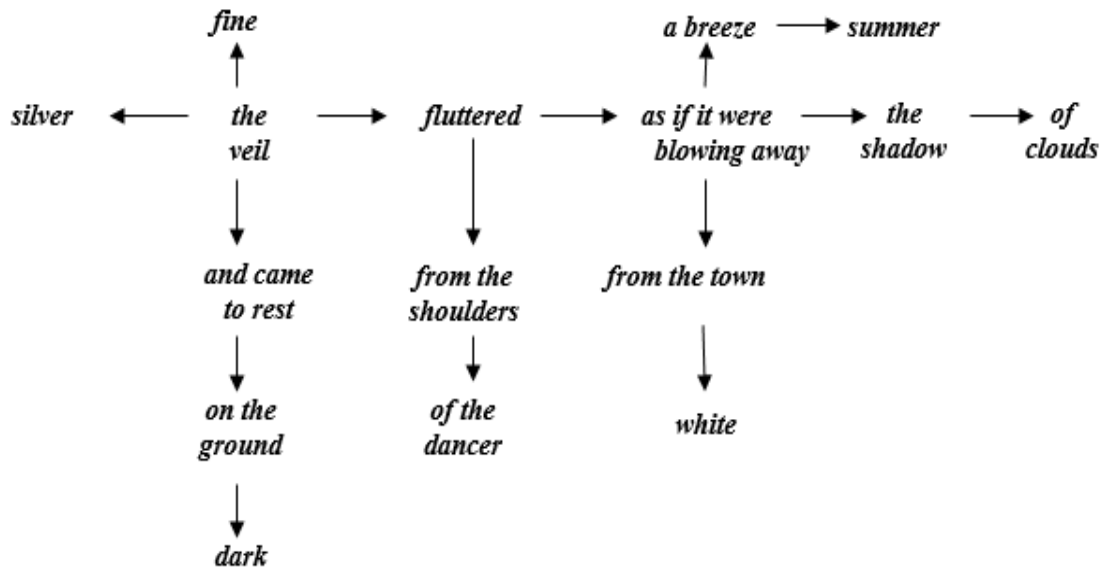 fine
a breeze
summer
silver
the
veil
fluttered
as if it were
blowing away
the
shadow
of
clouds
and came
to rest
from the
shoulders
from the town
on the
ground
of the
dancer
white
dark